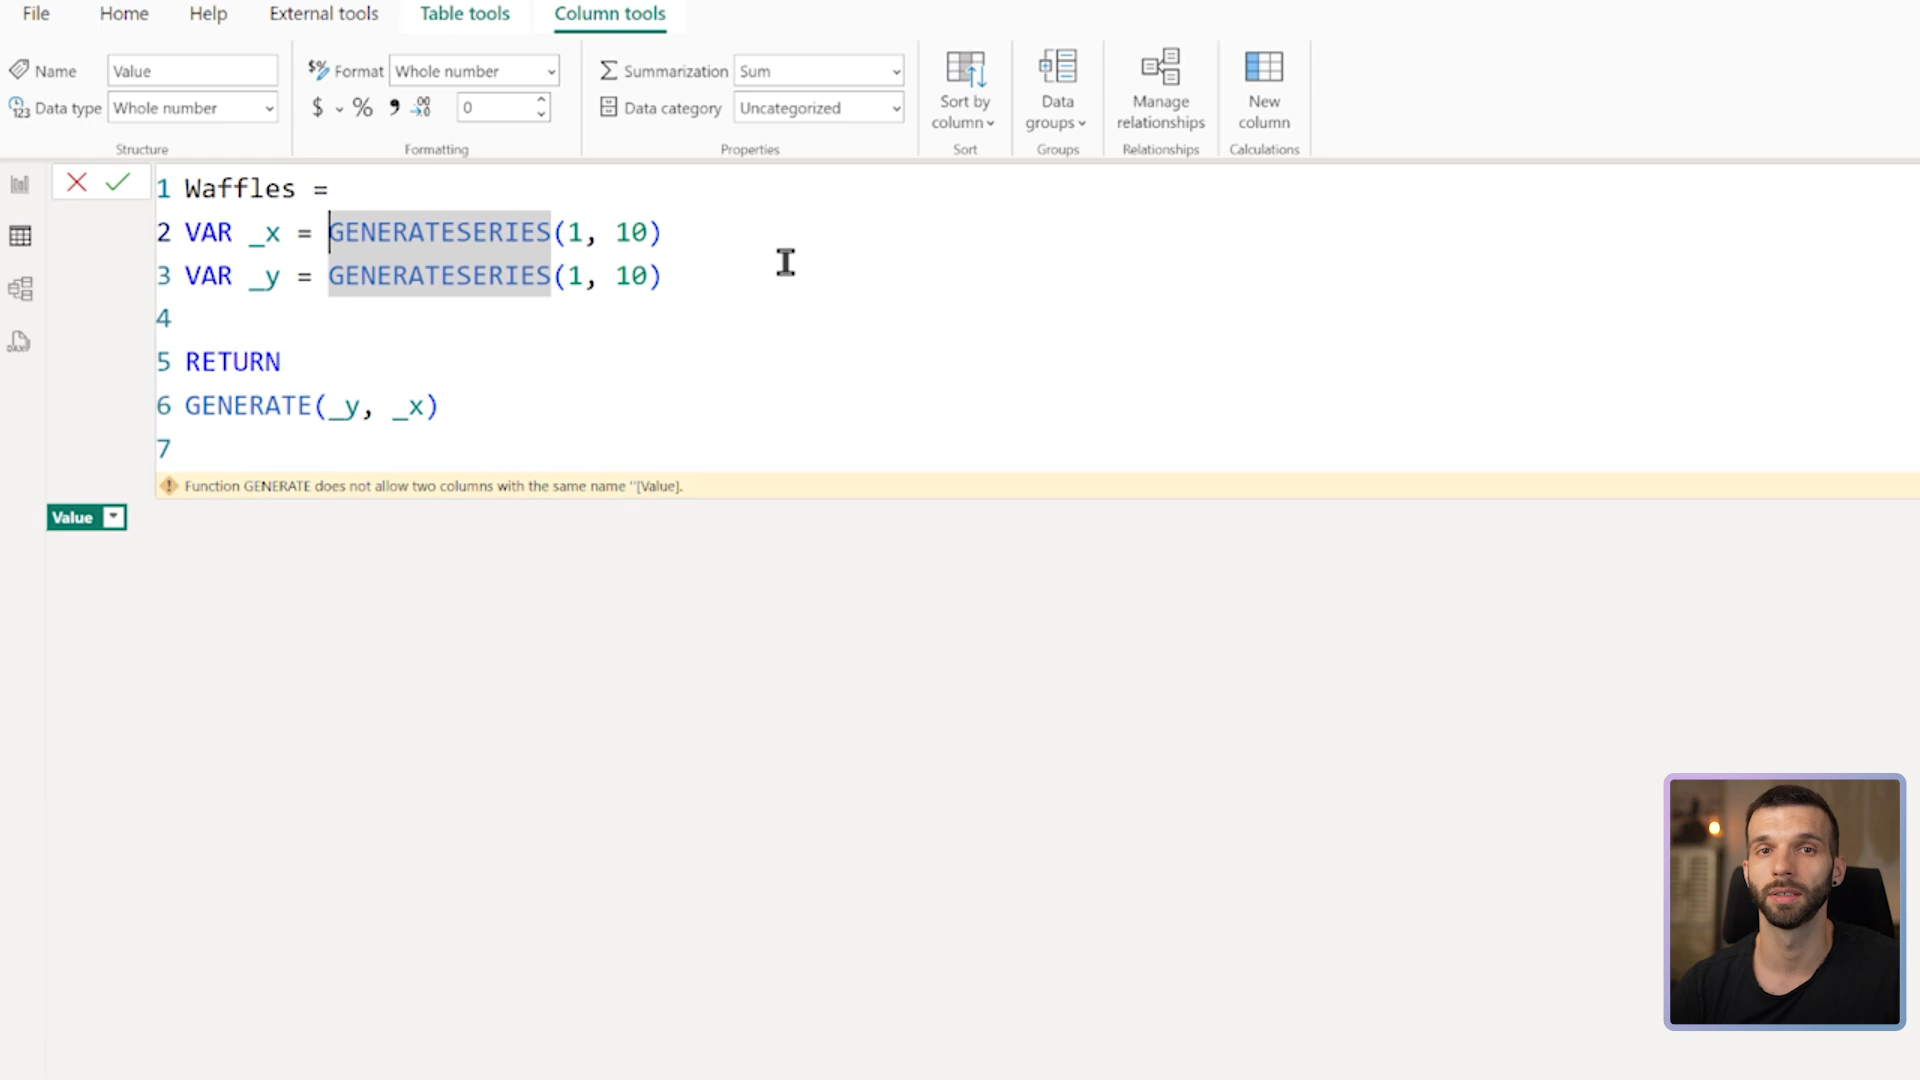 File Home Help External tools Table tools Column tools
Name Value $% Format Whole number Summarization Sum
Data type Whole number $ % 0 Data category Uncategorized
Sort by column
Data groups
Manage relationships
New column
Structure Formatting Properties Sort Groups Relationships Calculations
1 Waffles =
2 VAR _x = GENERATESERIES(1, 10)
3 VAR _y = GENERATESERIES(1, 10)
4
5 RETURN
6 GENERATE(_y, _x)
7
Function GENERATE does not allow two columns with the same name ''[Value].
Value